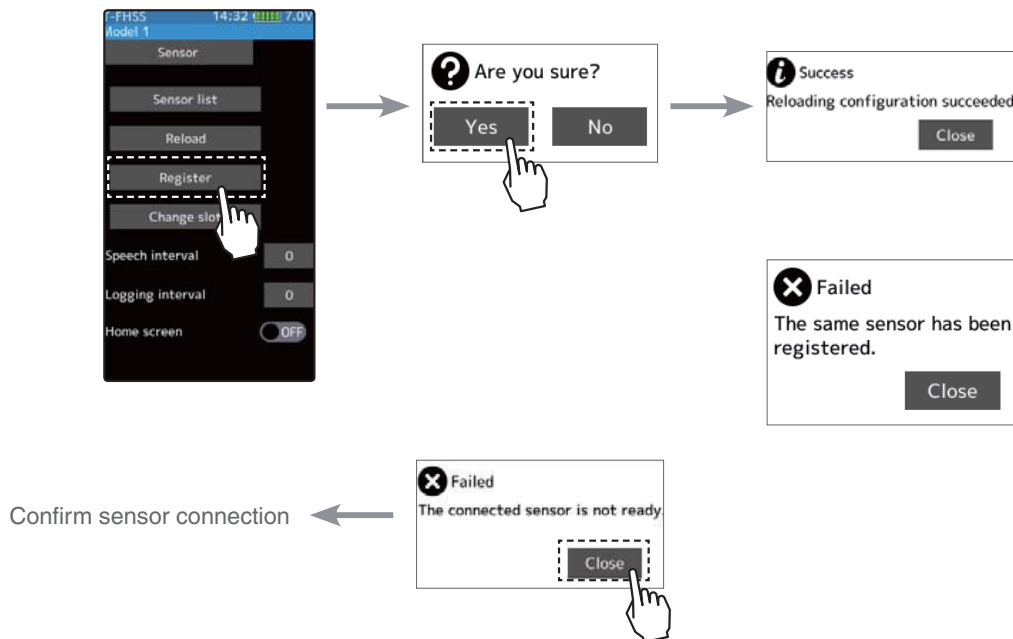 T-FHSS 14:32 7.0V
Model 1
Sensor
Sensor list
Reload
Register
Change slot
Speech interval 0
Logging interval 0
Home screen OFF
Are you sure?
Yes No
Success
Reloading configuration succeeded
Close
Failed
The same sensor has been
registered.
Close
Failed
The connected sensor is not ready.
Close
Confirm sensor connection